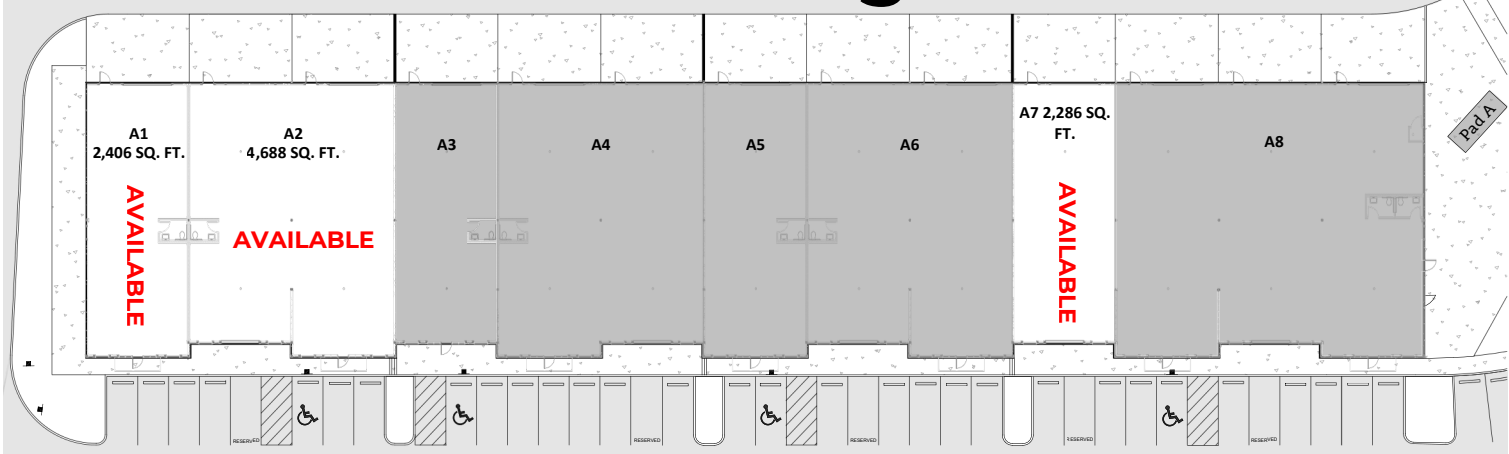 A1
2,406 SQ. FT.
AVAILABLE
A2
4,688 SQ. FT.
AVAILABLE
A3
A4
A5
A6
A7 2,286 SQ.
FT.
AVAILABLE
A8
Pad A
RESERVED
RESERVED
RESERVED
RESERVED
RESERVED